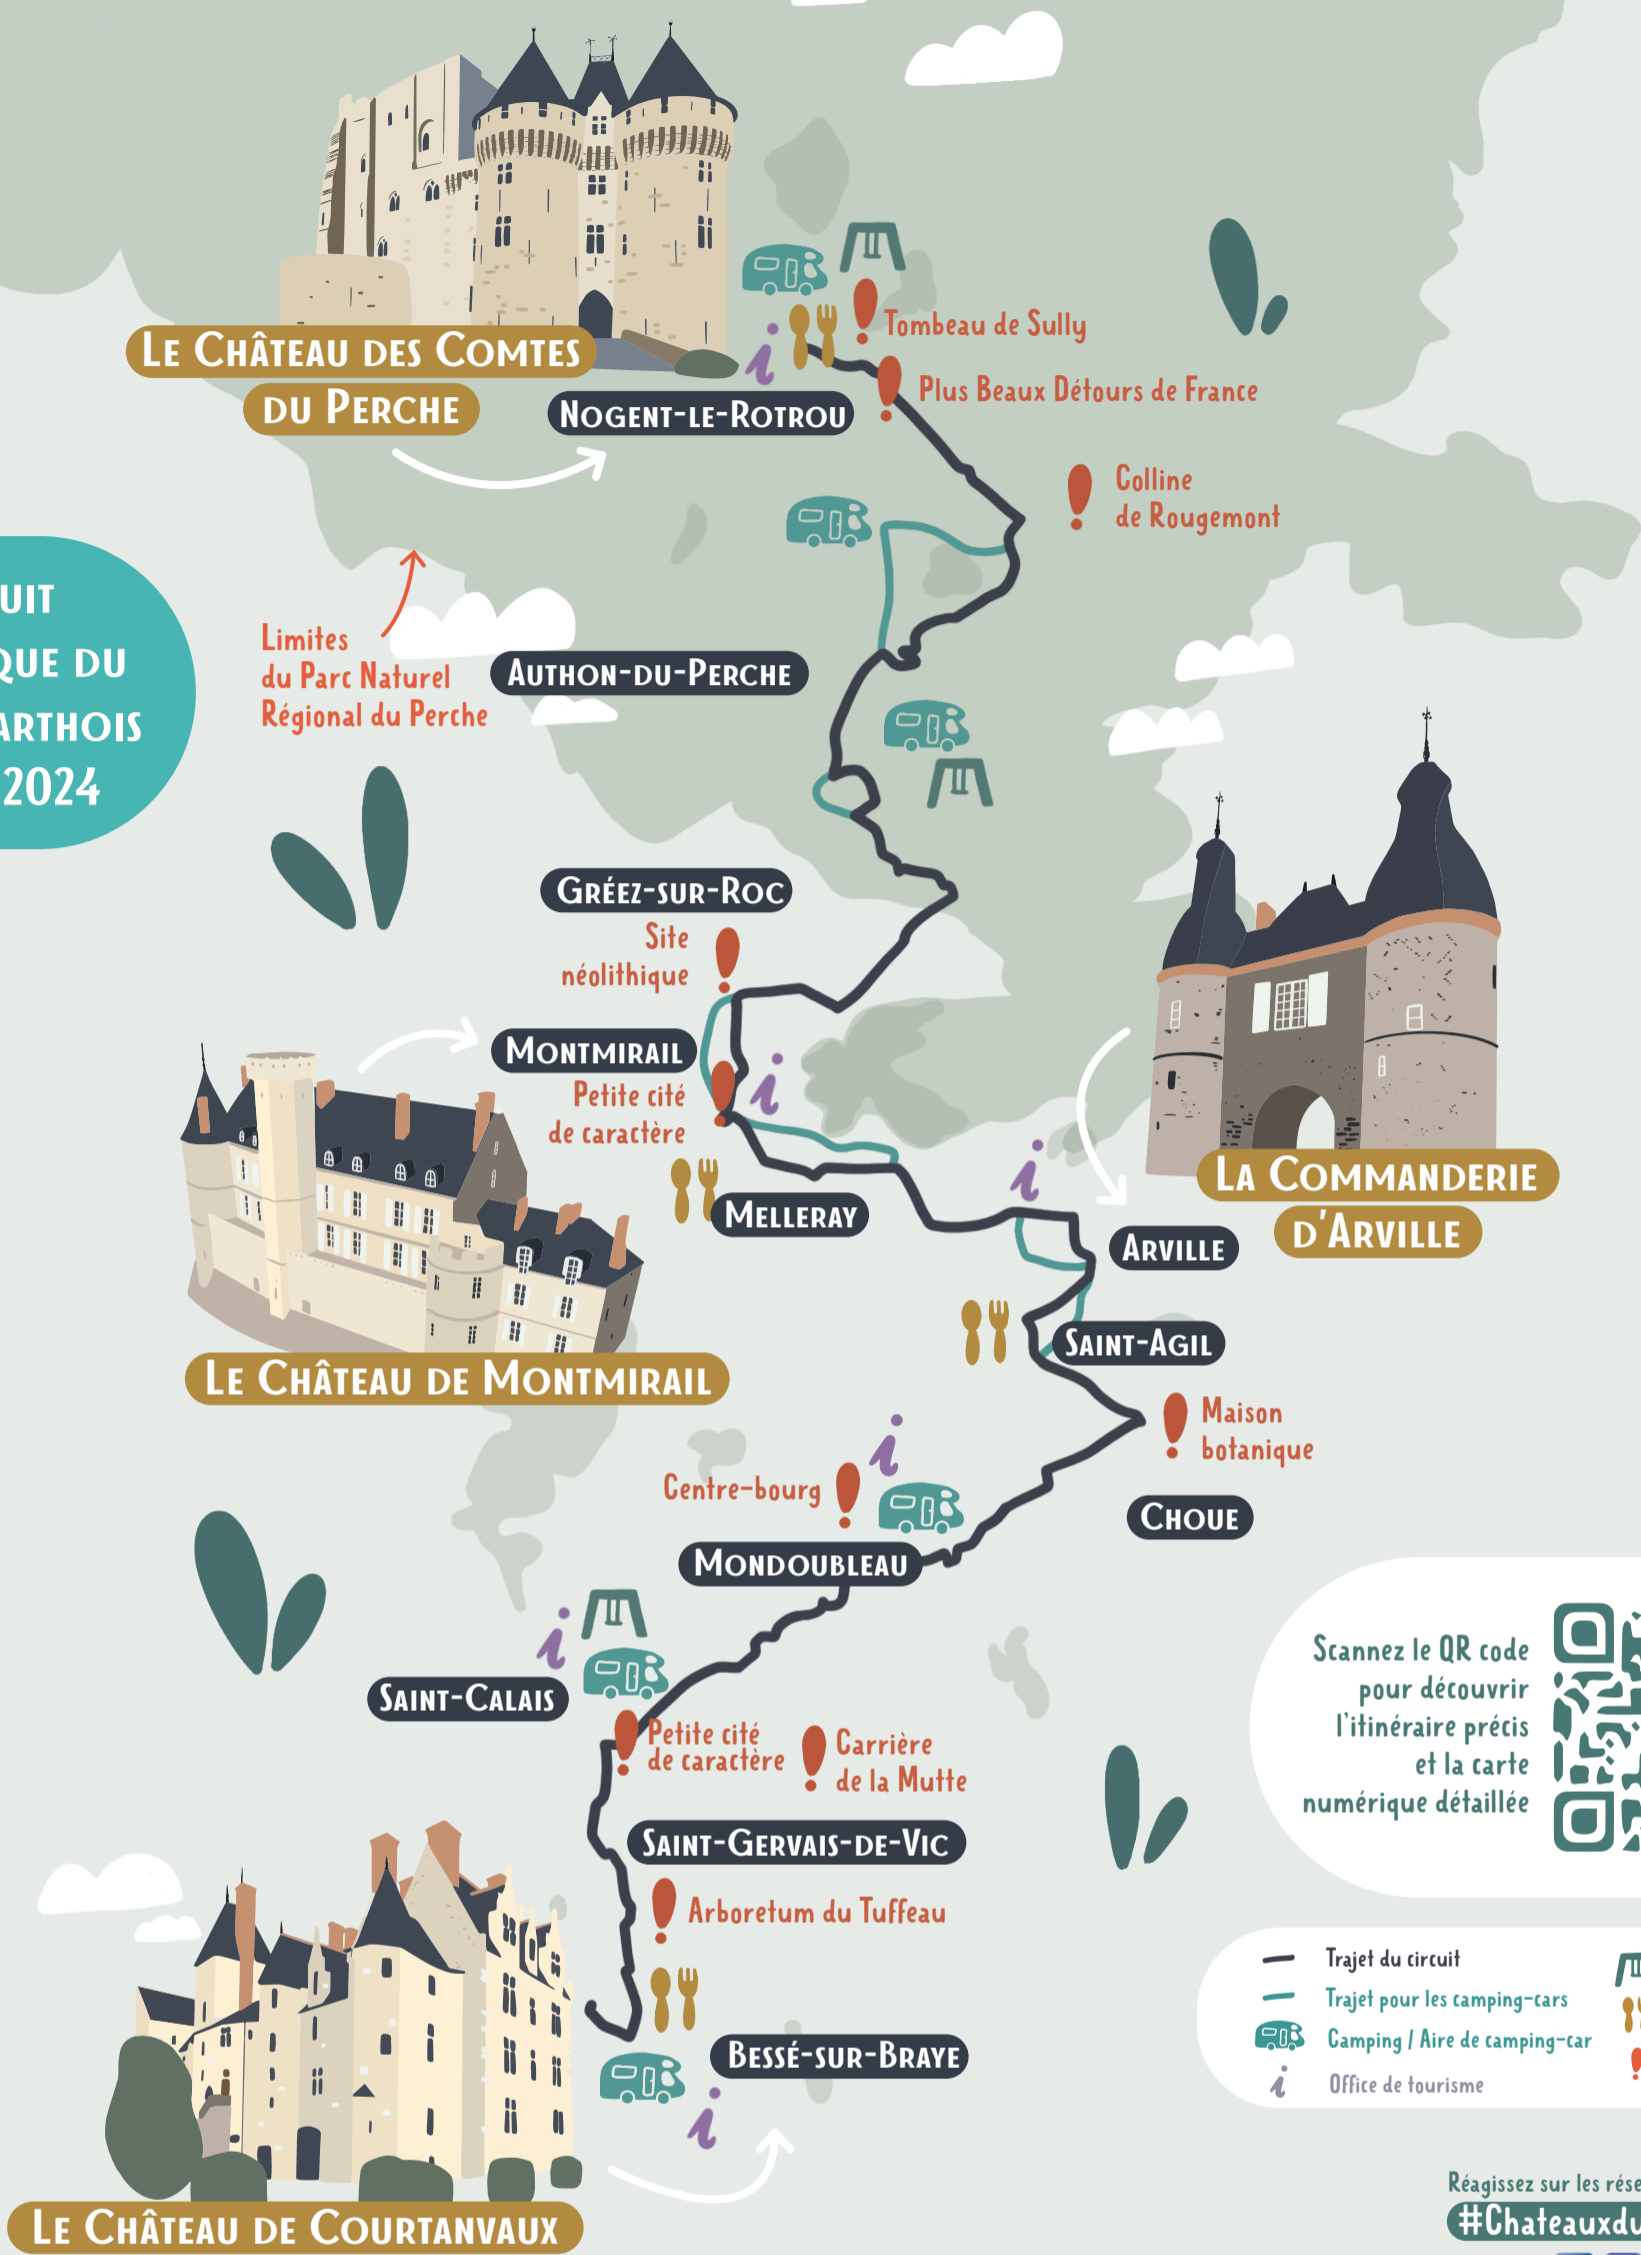 Le Château des Comtes
du Perche
Nogent-le-Rotrou
Tombeau de Sully
Plus Beaux Détours de France
Colline
de Rougemont
UIT
QUE DU
ARTHOIS
2024
Limites
du Parc Naturel
Régional du Perche
Authon-du-Perche
Gréez-sur-Roc
Site
néolithique
Montmirail
Petite cité
de caractère
Melleray
La Commanderie
d'Arville
Arville
Saint-Agil
Le Château de Montmirail
Maison
botanique
Choue
Centre-bourg
Mondoubleau
Saint-Calais
Petite cité
de caractère
Carrière
de la Mutte
Scannez le QR code
pour découvrir
l'itinéraire précis
et la carte
numérique détaillée
Saint-Gervais-de-Vic
Arboretum du Tuffeau
Bessé-sur-Braye
Le Château de Courtanvaux
Trajet du circuit
Trajet pour les camping-cars
Camping / Aire de camping-car
Office de tourisme
Réagissez sur les rése
#Chateauxdu